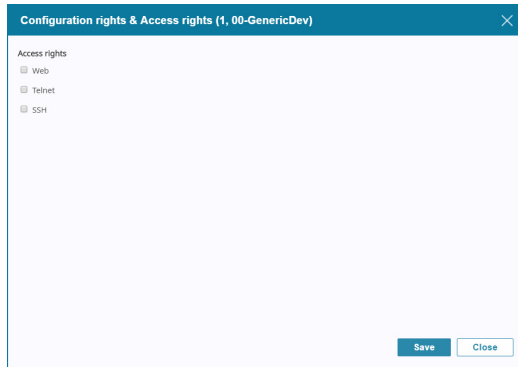 Configuration rights & Access rights (1, 00-GenericDev)
Access rights
Web
Telnet
SSH
Save Close